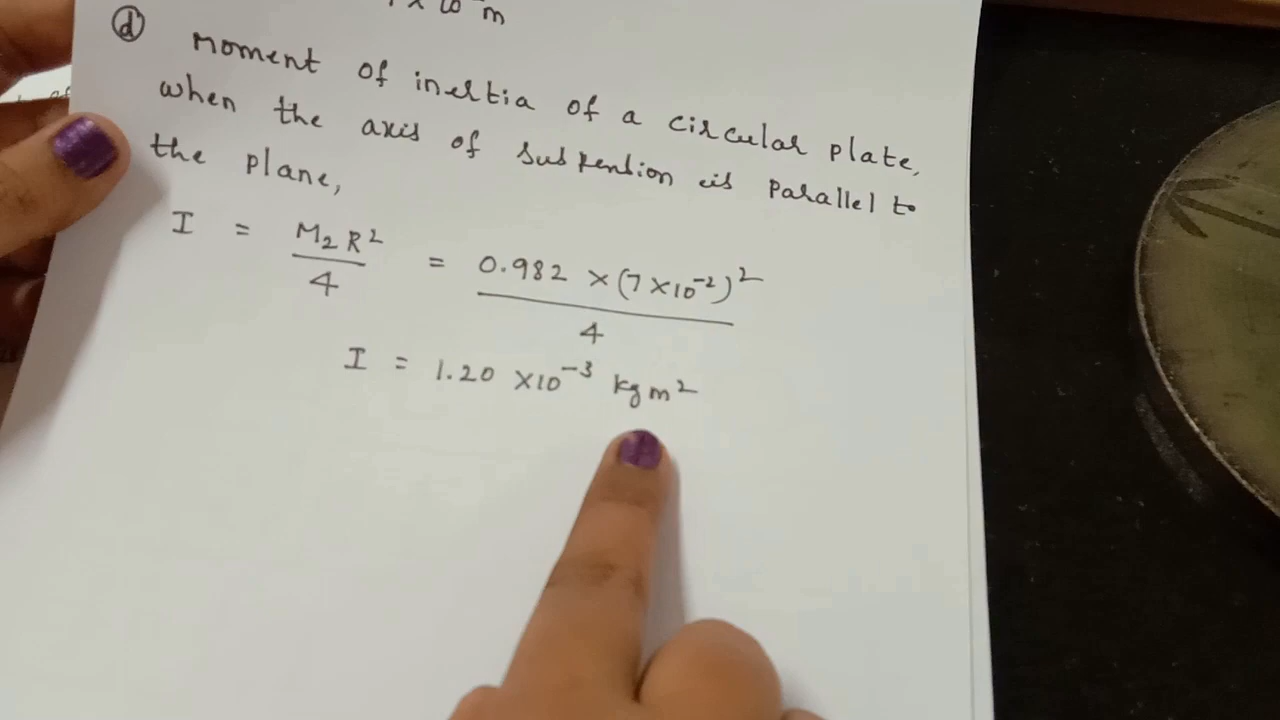 m
ⓓ Moment of inertia of a circular plate,
when the axis of suspension is parallel to
the plane,
I = M₂R²/4 = 0.982 × (7×10⁻²)²/4
I = 1.20 ×10⁻³ kg m²